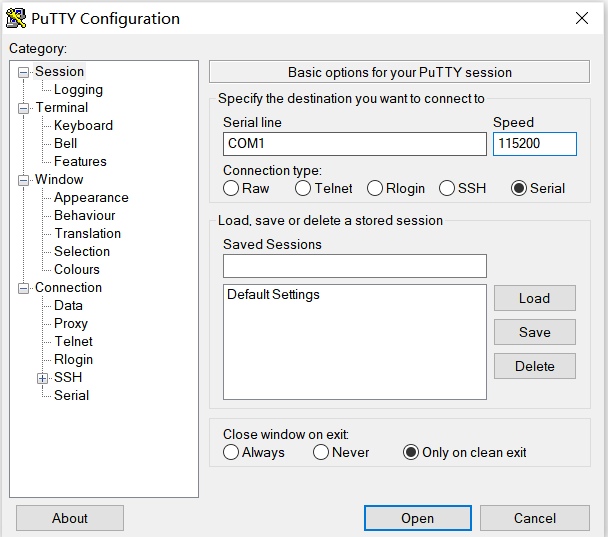 PuTTY Configuration
Category:
Session
Logging
Terminal
Keyboard
Bell
Features
Window
Appearance
Behaviour
Translation
Selection
Colours
Connection
Data
Proxy
Telnet
Rlogin
SSH
Serial
Basic options for your PuTTY session
Specify the destination you want to connect to
Serial line Speed
COM1 115200
Connection type:
Raw Telnet Rlogin SSH Serial
Load, save or delete a stored session
Saved Sessions
Default Settings
Load
Save
Delete
Close window on exit:
Always Never Only on clean exit
About Open Cancel